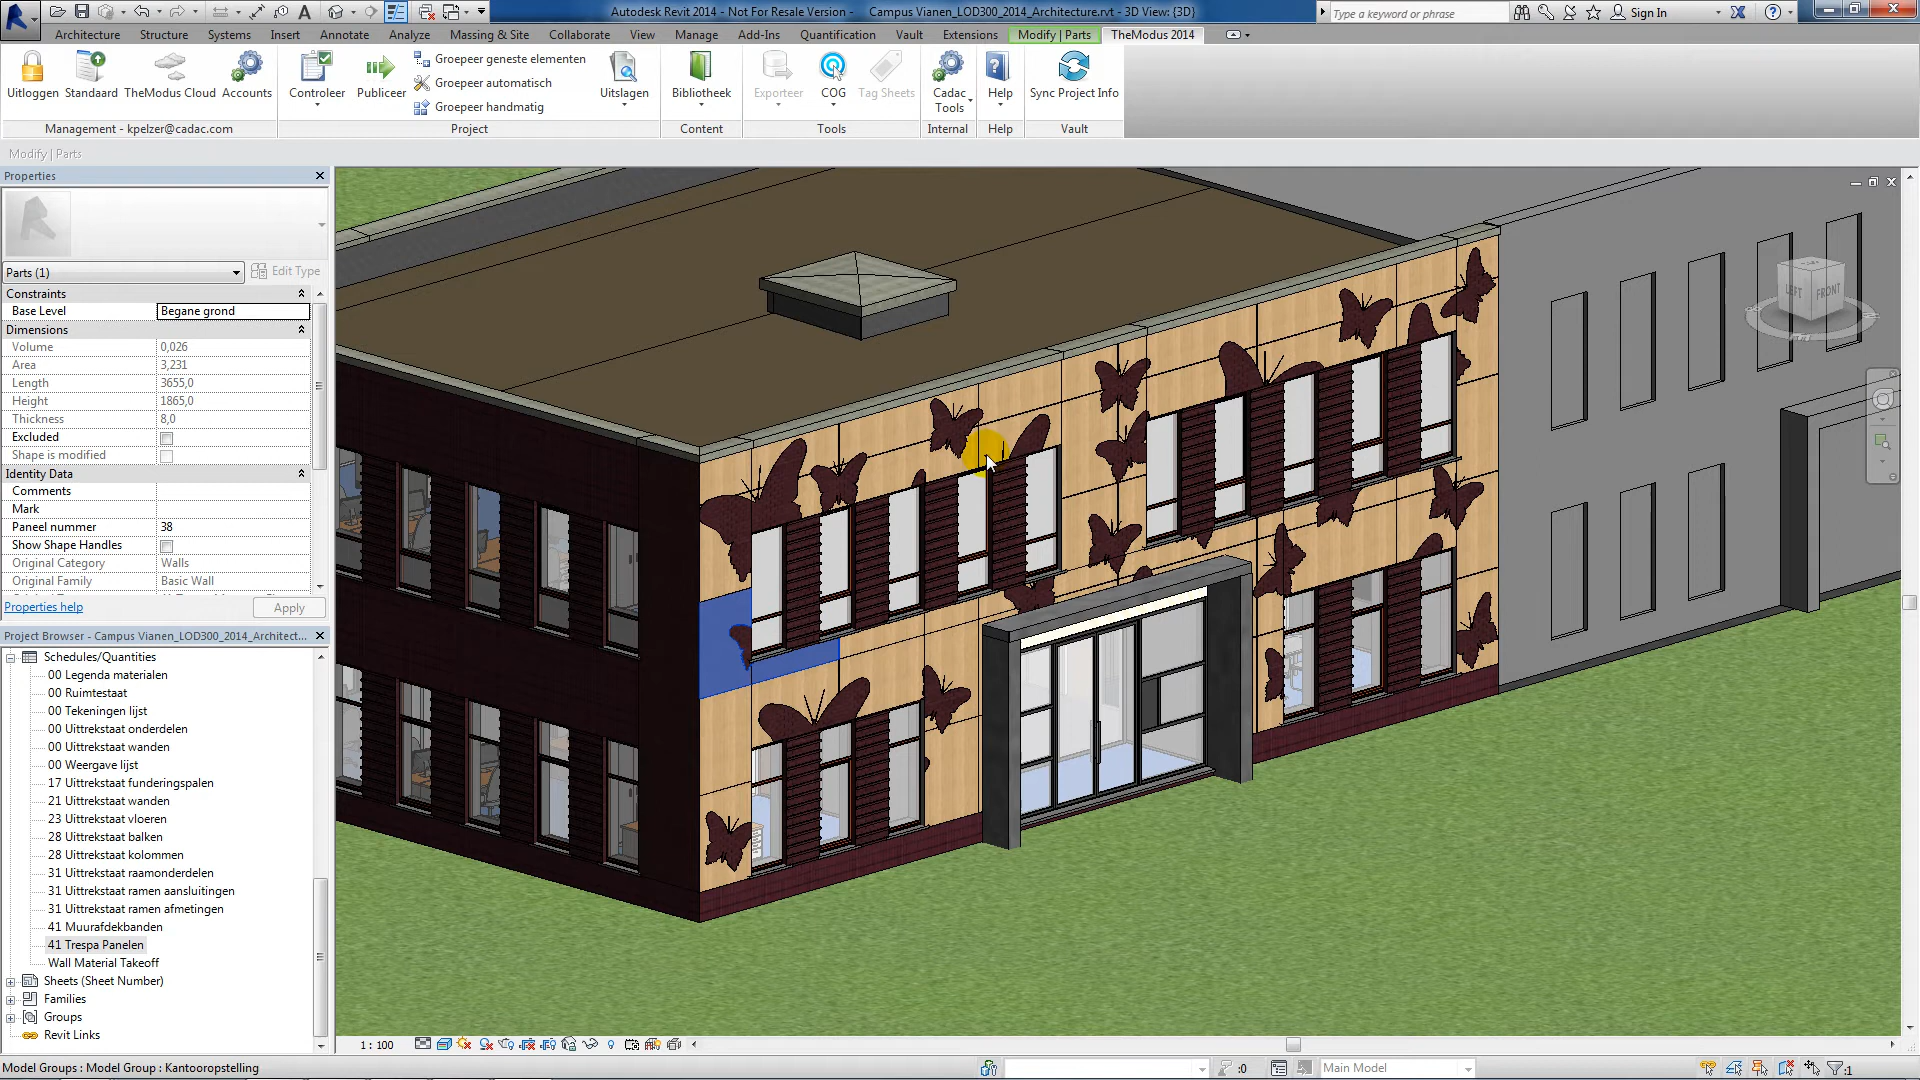 Autodesk Revit 2014 - Not For Resale Version - Campus Vianen_LOD300_2014_Architecture.rvt - 3D View: {3D}
Type a keyword or phrase
Sign In
Architecture Structure Systems Insert Annotate Analyze Massing & Site Collaborate View Manage Add-Ins Quantification Vault Extensions Modify | Parts TheModus 2014
Uitloggen Standaard TheModus Cloud Accounts
Management - kpelzer@cadac.com
Controleer Publiceer
Groepeer geneste elementen
Groepeer automatisch
Groepeer handmatig
Uitslagen
Project
Bibliotheek
Content
Exporteer COG Tag Sheets
Tools
Cadac Tools
Internal
Help
Help
Sync Project Info
Vault
Modify | Parts
Properties
Parts (1)
Edit Type
Constraints
Base Level Begane grond
Dimensions
Volume 0,026
Area 3,231
Length 3655,0
Height 1865,0
Thickness 8,0
Excluded
Shape is modified
Identity Data
Comments
Mark
Paneel nummer 38
Show Shape Handles
Original Category Walls
Original Family Basic Wall
Properties help
Apply
Project Browser - Campus Vianen_LOD300_2014_Architect...
Schedules/Quantities
00 Legenda materialen
00 Ruimtestaat
00 Tekeningen lijst
00 Uittrekstaat onderdelen
00 Uittrekstaat wanden
00 Weergave lijst
17 Uittrekstaat funderingspalen
21 Uittrekstaat wanden
23 Uittrekstaat vloeren
28 Uittrekstaat balken
28 Uittrekstaat kolommen
31 Uittrekstaat raamonderdelen
31 Uittrekstaat ramen aansluitingen
31 Uittrekstaat ramen afmetingen
41 Muurafdekbanden
41 Trespa Panelen
Wall Material Takeoff
Sheets (Sheet Number)
Families
Groups
Revit Links
LEFT FRONT
1 : 100
Model Groups : Model Group : Kantooropstelling
:0
Main Model
:1